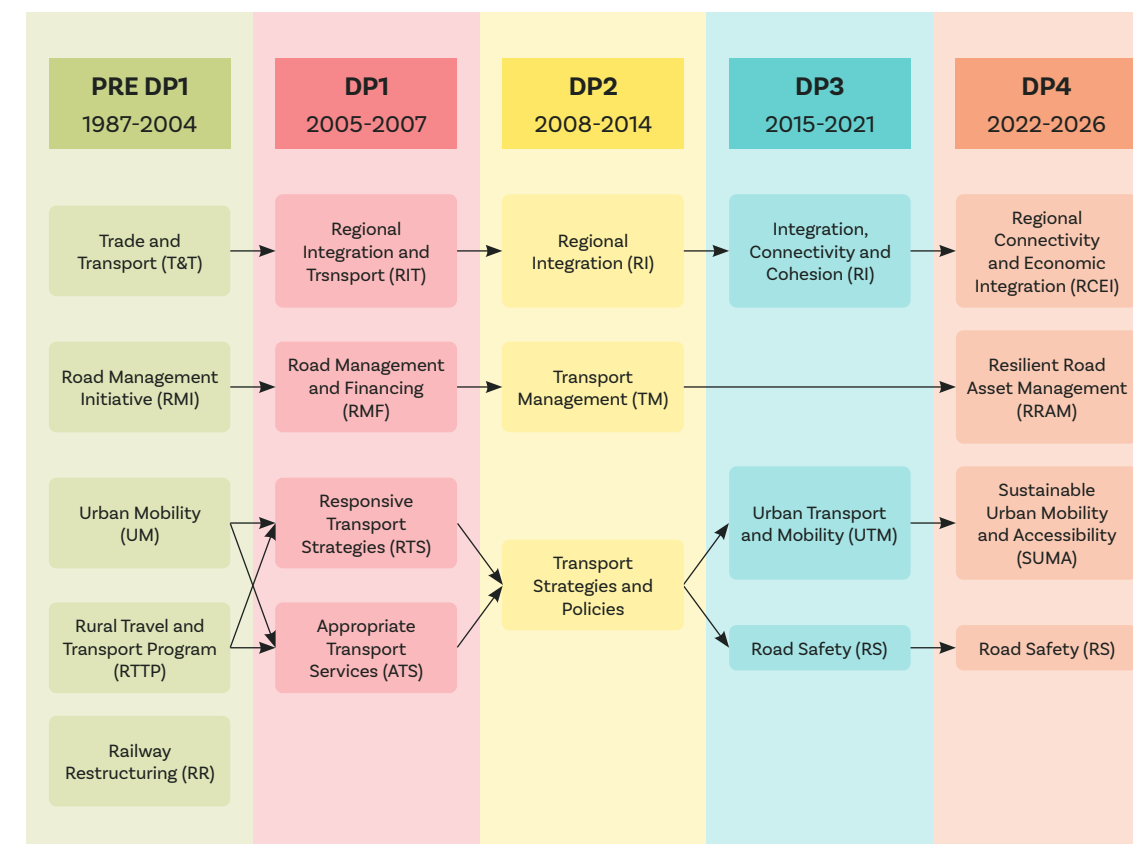 PRE DP1
1987-2004
DP1
2005-2007
DP2
2008-2014
DP3
2015-2021
DP4
2022-2026
Trade and
Transport (T&T)
Regional
Integration and
Trsnsport (RIT)
Regional
Integration (RI)
Integration,
Connectivity and
Cohesion (RI)
Regional
Connectivity
and Economic
Integration (RCEI)
Road Management
Initiative (RMI)
Road Management
and Financing
(RMF)
Transport
Management (TM)
Resilient Road
Asset Management
(RRAM)
Urban Mobility
(UM)
Responsive
Transport
Strategies (RTS)
Transport
Strategies and
Policies
Urban Transport
and Mobility (UTM)
Sustainable
Urban Mobility
and Accessibility
(SUMA)
Rural Travel and
Transport Program
(RTTP)
Appropriate
Transport
Services (ATS)
Road Safety (RS)
Road Safety (RS)
Railway
Restructuring (RR)